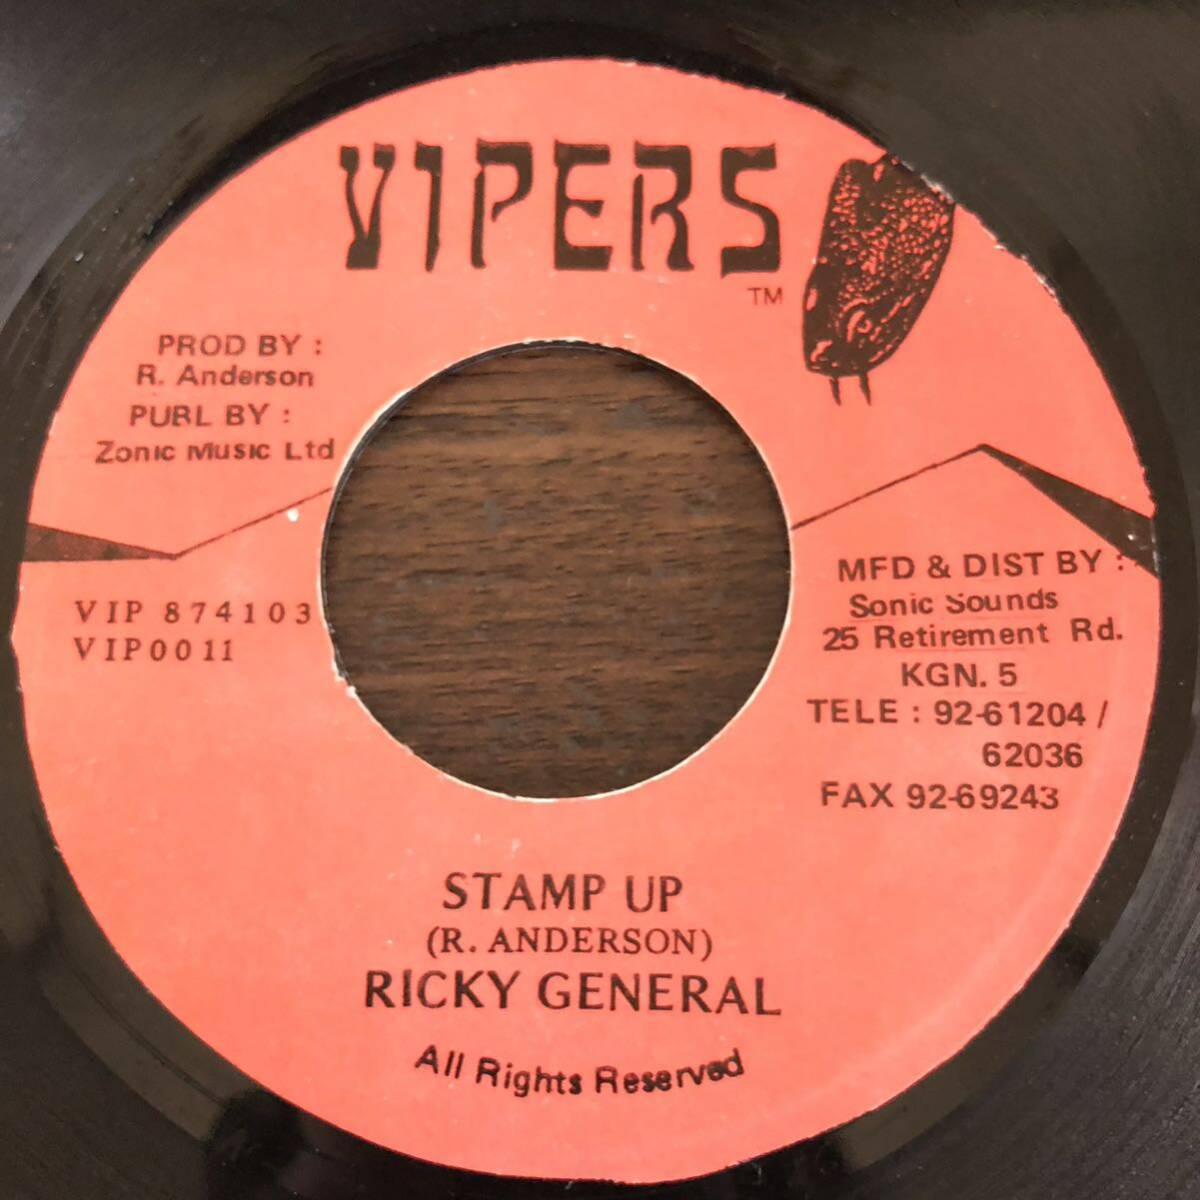 VIPERS
TM
PROD BY :
R. Anderson
PUBL BY :
Zonic Music Ltd
VIP 874103
VIP0011
MFD & DIST BY :
Sonic Sounds
25 Retirement Rd.
KGN. 5
TELE : 92-61204 /
62036
FAX 92-69243
STAMP UP
(R. ANDERSON)
RICKY GENERAL
All Rights Reserved